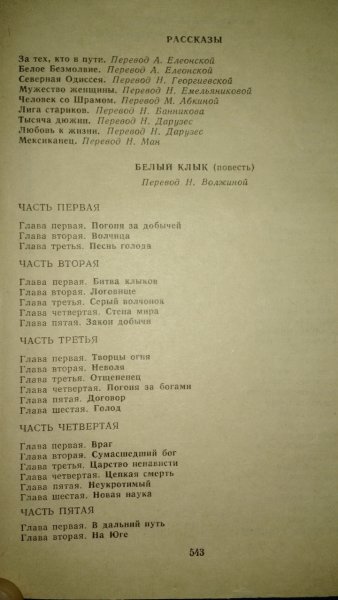 РАССКАЗЫ
За тех, кто в пути. Перевод А. Елеонской
Белое Безмолвие. Перевод А. Елеонской
Северная Одиссея. Перевод Н. Георгиевской
Мужество женщины. Перевод Н. Емельяниковой
Человек со Шрамом. Перевод М. Абкиной
Лига стариков. Перевод Н. Банникова
Тысяча дюжин. Перевод Н. Дарузес
Любовь к жизни. Перевод Н. Дарузес
Мексиканец. Перевод Н. Ман
БЕЛЫЙ КЛЫК (повесть)
Перевод Н. Волжиной
ЧАСТЬ ПЕРВАЯ
Глава первая. Погоня за добычей
Глава вторая. Волчица
Глава третья. Песнь голода
ЧАСТЬ ВТОРАЯ
Глава первая. Битва клыков
Глава вторая. Логовище
Глава третья. Серый волчонок
Глава четвертая. Стена мира
Глава пятая. Закон добычи
ЧАСТЬ ТРЕТЬЯ
Глава первая. Творцы огня
Глава вторая. Неволя
Глава третья. Отщепенец
Глава четвертая. Погоня за богами
Глава пятая. Договор
Глава шестая. Голод
ЧАСТЬ ЧЕТВЕРТАЯ
Глава первая. Враг
Глава вторая. Сумасшедший бог
Глава третья. Царство ненависти
Глава четвертая. Цепкая смерть
Глава пятая. Неукротимый
Глава шестая. Новая наука
ЧАСТЬ ПЯТАЯ
Глава первая. В дальний путь
Глава вторая. На Юге
543